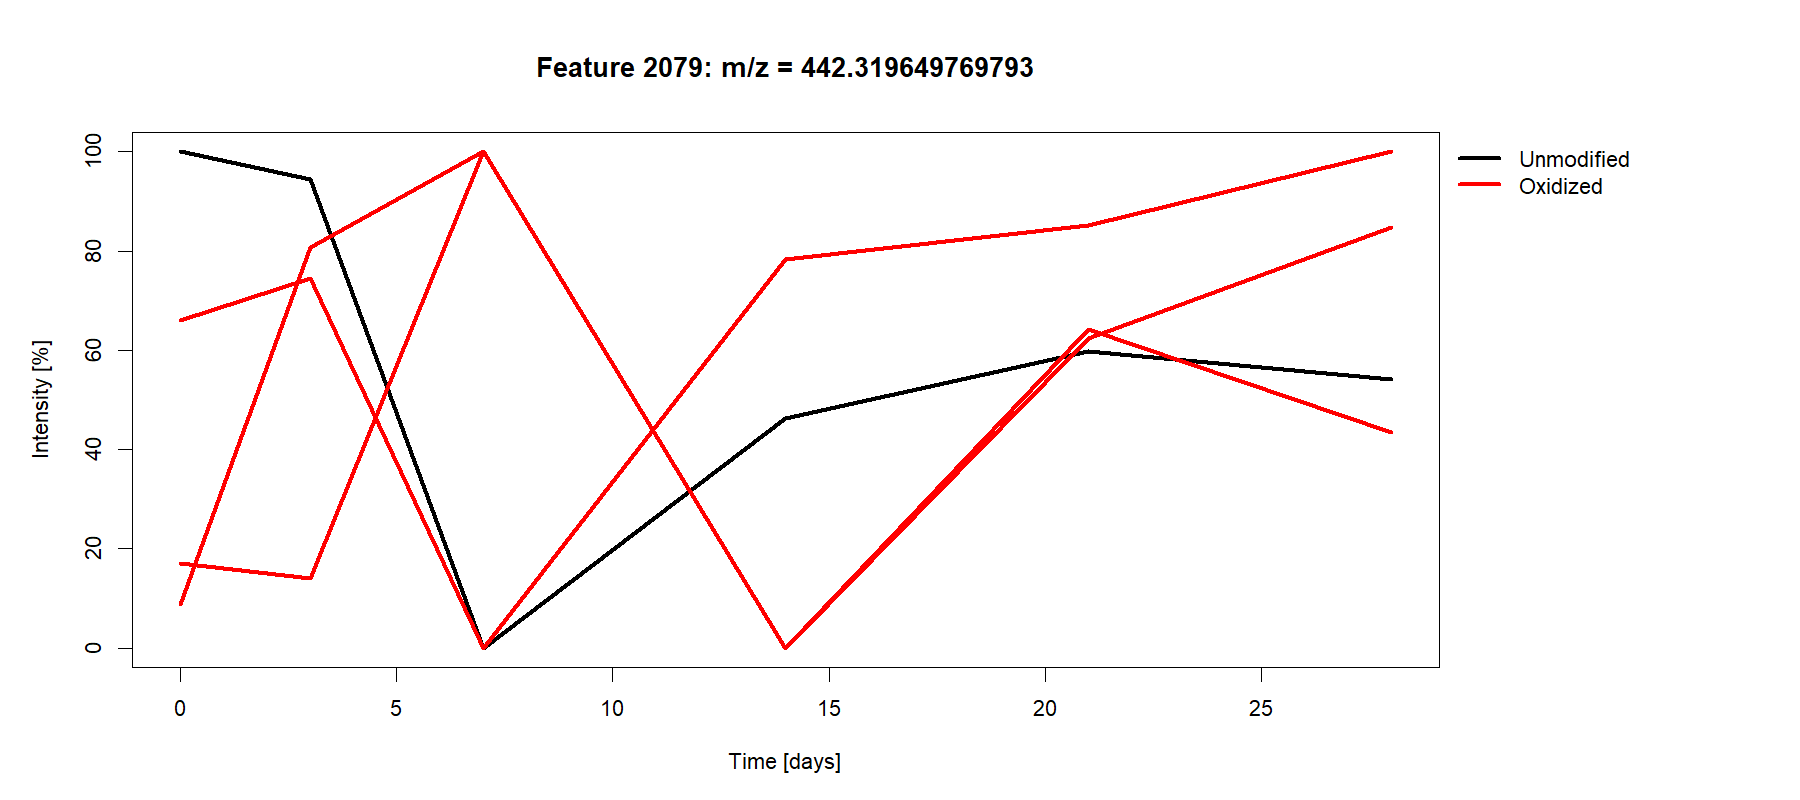 Feature 2079: m/z = 442.319649769793
Unmodified
Oxidized
Intensity [%]
100
80
60
40
20
0
0 5 10 15 20 25
Time [days]